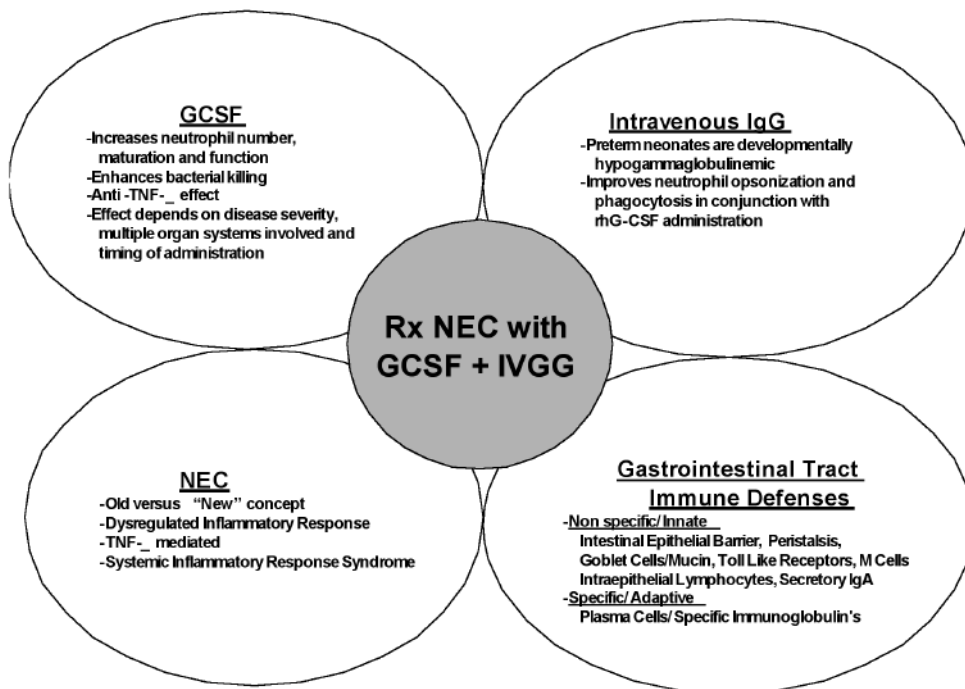 GCSF
-Increases neutrophil number,
maturation and function
-Enhances bacterial killing
-Anti -TNF-_ effect
-Effect depends on disease severity,
multiple organ systems involved and
timing of administration
Intravenous IgG
-Preterm neonates are developmentally
hypogammaglobulinemic
-Improves neutrophil opsonization and
phagocytosis in conjunction with
rhG-CSF administration
Rx NEC with
GCSF + IVGG
NEC
-Old versus "New" concept
-Dysregulated Inflammatory Response
-TNF-_ mediated
-Systemic Inflammatory Response Syndrome
Gastrointestinal Tract
Immune Defenses
-Non specific/Innate
Intestinal Epithelial Barrier, Peristalsis,
Goblet Cells/Mucin, Toll Like Receptors, M Cells
Intraepithelial Lymphocytes, Secretory IgA
-Specific/Adaptive
Plasma Cells/Specific Immunoglobulin's